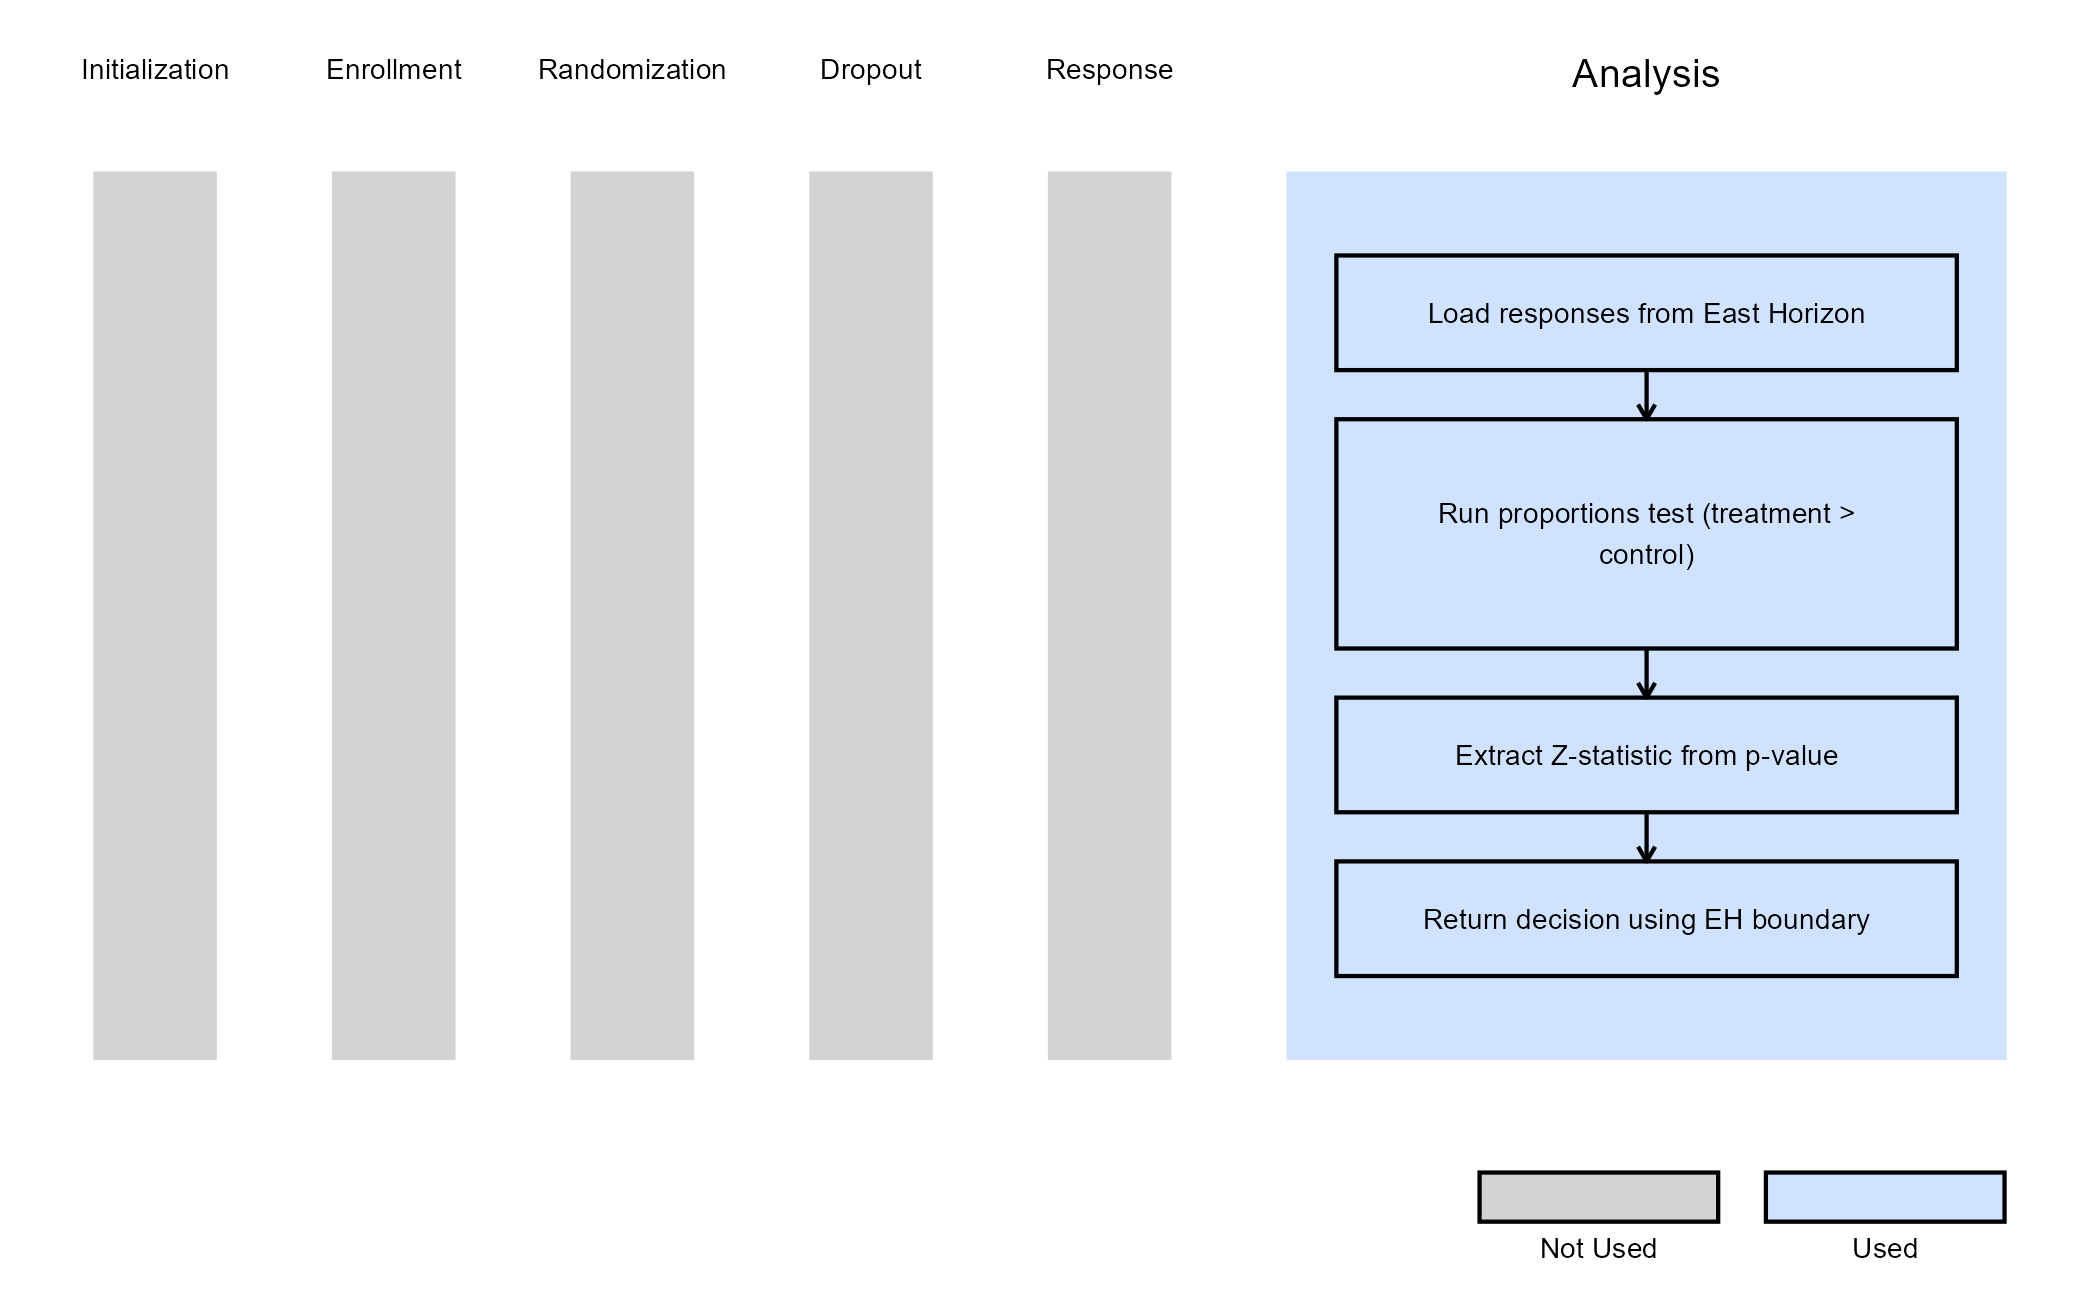 Initialization
Enrollment
Randomization
Dropout
Response
Analysis
Load responses from East Horizon
Run proportions test (treatment >
control)
Extract Z-statistic from p-value
Return decision using EH boundary
Not Used
Used